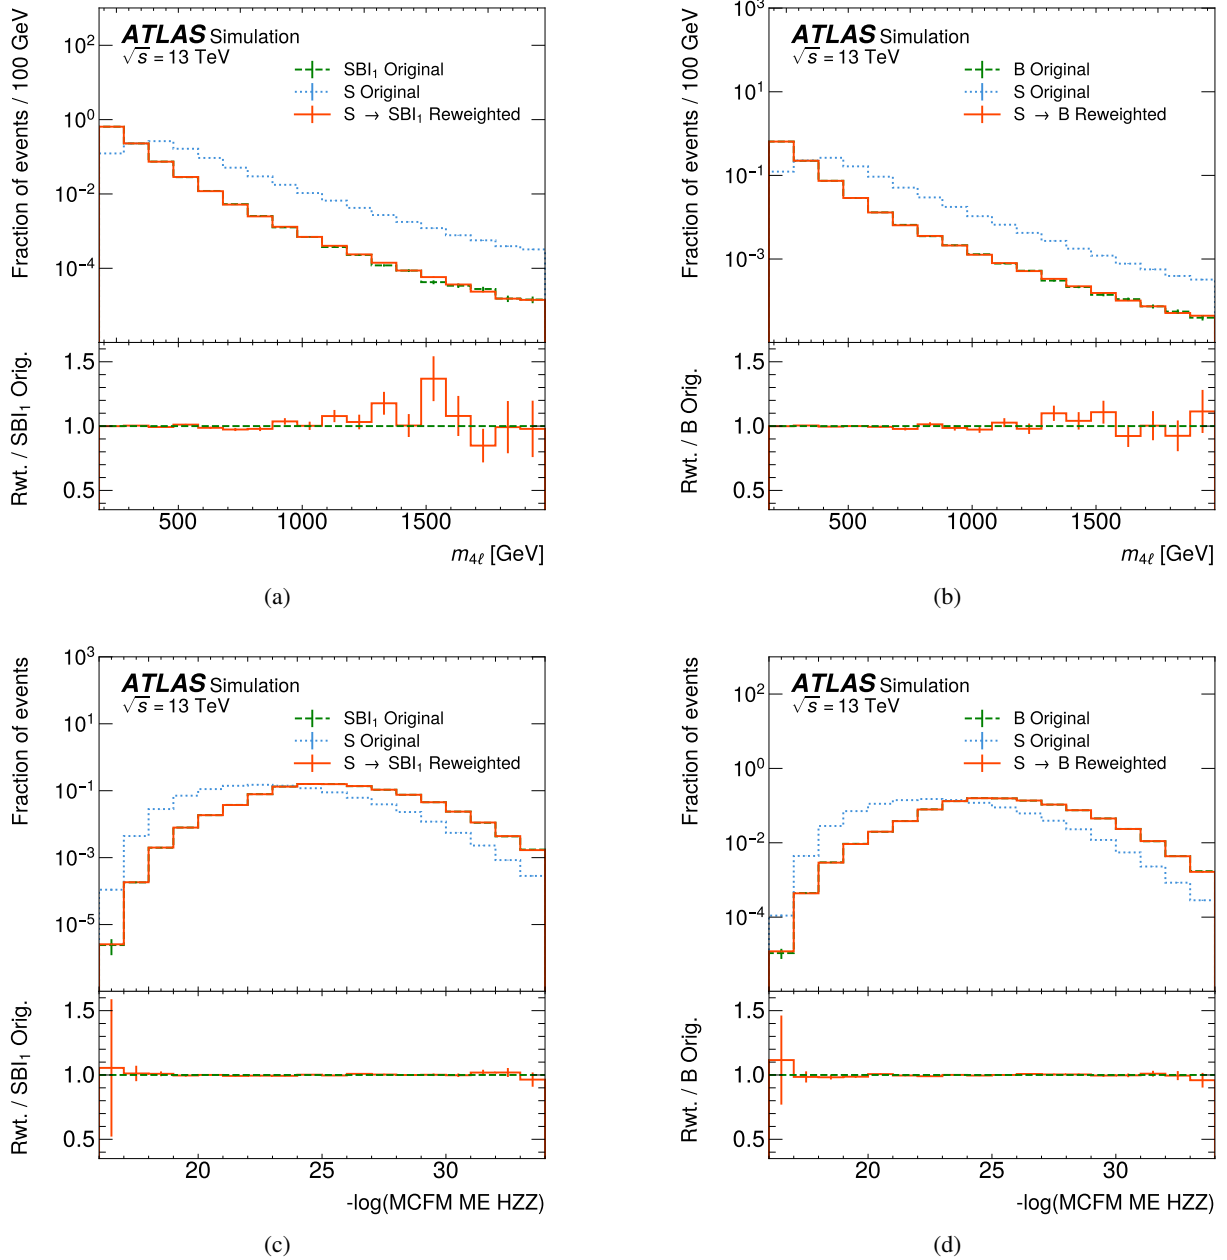 ATLAS Simulation
√s = 13 TeV
SBI₁ Original
S Original
S → SBI₁ Reweighted
Fraction of events / 100 GeV
10²
10⁰
10⁻²
10⁻⁴
Rwt. / SBI₁ Orig.
1.5
1.0
0.5
500 1000 1500
m₄ℓ [GeV]
(a)
ATLAS Simulation
√s = 13 TeV
B Original
S Original
S → B Reweighted
Fraction of events / 100 GeV
10³
10¹
10⁻¹
10⁻³
Rwt. / B Orig.
1.5
1.0
0.5
500 1000 1500
m₄ℓ [GeV]
(b)
ATLAS Simulation
√s = 13 TeV
SBI₁ Original
S Original
S → SBI₁ Reweighted
Fraction of events
10³
10¹
10⁻¹
10⁻³
10⁻⁵
Rwt. / SBI₁ Orig.
1.5
1.0
0.5
20 25 30
-log(MCFM ME HZZ)
(c)
ATLAS Simulation
√s = 13 TeV
B Original
S Original
S → B Reweighted
Fraction of events
10²
10⁰
10⁻²
10⁻⁴
Rwt. / B Orig.
1.5
1.0
0.5
20 25 30
-log(MCFM ME HZZ)
(d)